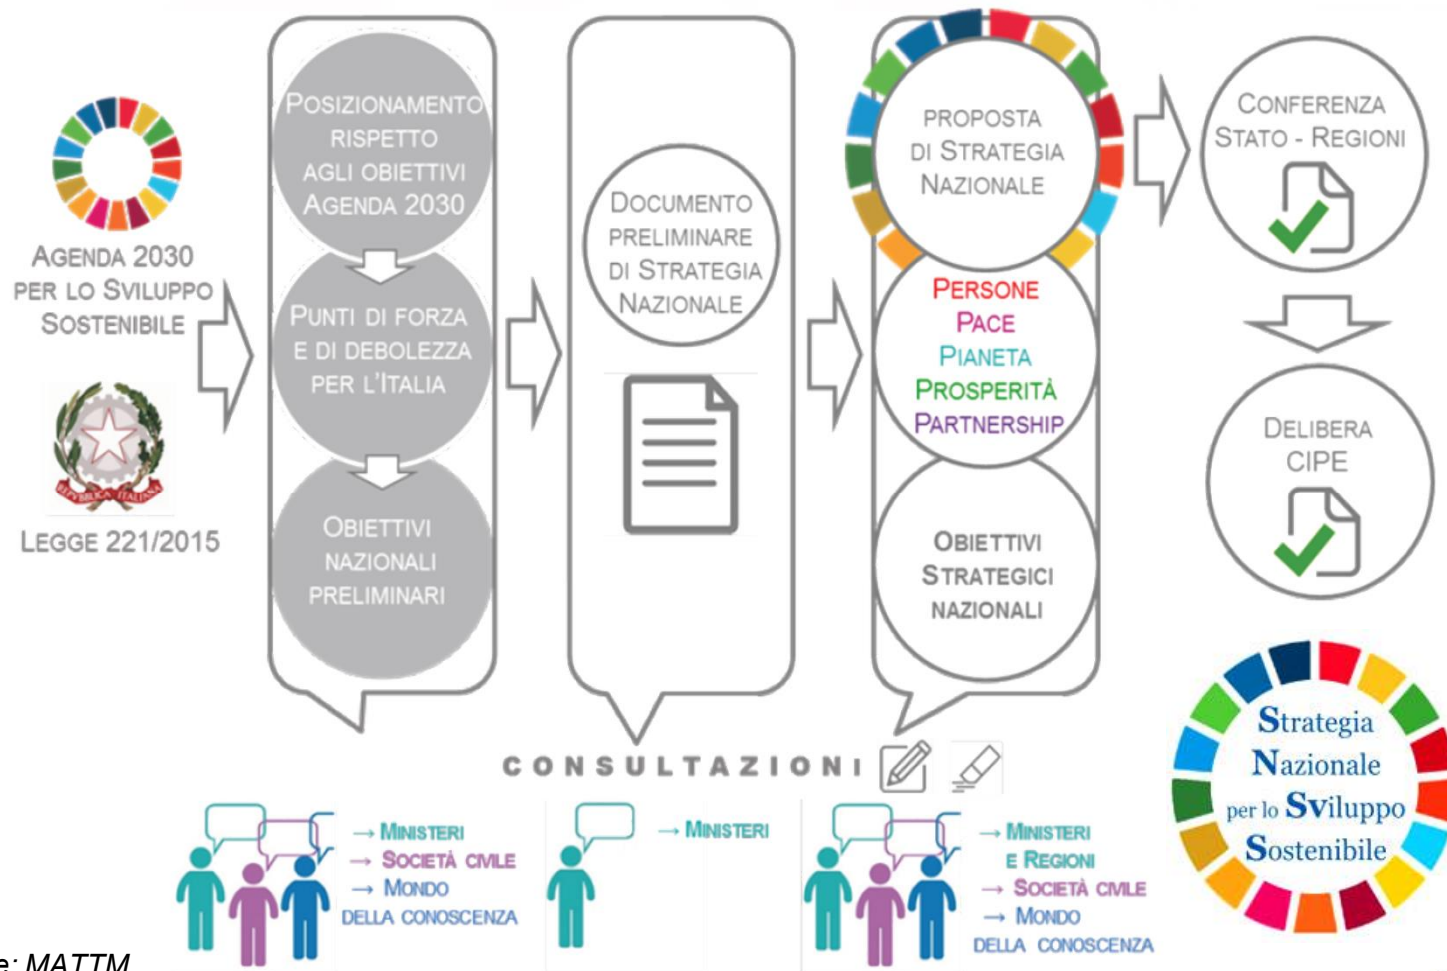 AGENDA 2030
PER LO SVILUPPO
SOSTENIBILE
REPVBBLICA ITALIANA
LEGGE 221/2015
POSIZIONAMENTO
RISPETTO
AGLI OBIETTIVI
AGENDA 2030
PUNTI DI FORZA
E DI DEBOLEZZA
PER L'ITALIA
OBIETTIVI
NAZIONALI
PRELIMINARI
DOCUMENTO
PRELIMINARE
DI STRATEGIA
NAZIONALE
PROPOSTA
DI STRATEGIA
NAZIONALE
PERSONE
PACE
PIANETA
PROSPERITÀ
PARTNERSHIP
OBIETTIVI
STRATEGICI
NAZIONALI
CONFERENZA
STATO - REGIONI
DELIBERA
CIPE
CONSULTAZIONI
→ MINISTERI
→ SOCIETÀ CIVILE
→ MONDO
DELLA CONOSCENZA
→ MINISTERI
→ MINISTERI
E REGIONI
→ SOCIETÀ CIVILE
→ MONDO
DELLA CONOSCENZA
Strategia
Nazionale
per lo Sviluppo
Sostenibile
e: MATTM